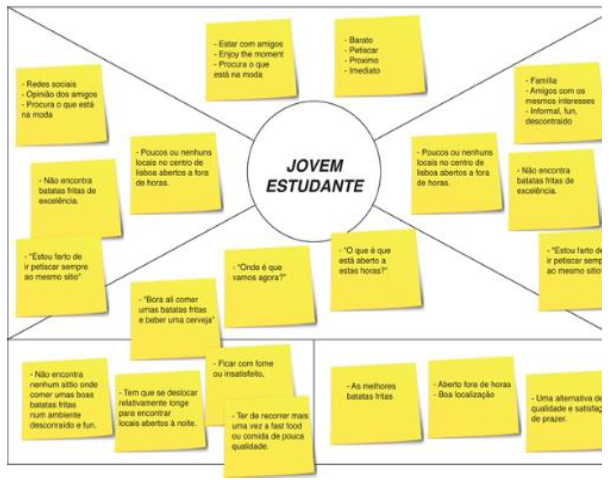 - Estar com amigos
- Enjoy the moment
- Procura o que
está na moda
- Barato
- Petiscar
- Proximo
- Imediato
- Redes sociais
- Opinião dos amigos
- Procura o que está
na moda
- Família
- Amigos com os
mesmos interesses
- Informal, fun,
descontraído
- Poucos ou nenhuns
locais no centro de
lisboa abertos a fora
de horas.
JOVEM
ESTUDANTE
- Poucos ou nenhuns
locais no centro de
lisboa abertos a fora
de horas.
- Não encontra
batatas fritas de
excelência.
- Não encontra
batatas fritas de
excelência.
- "Estou farto de
ir petiscar sempre
ao mesmo sitio"
- "Onde é que
vamos agora?"
- "O que é que
está aberto a
estas horas?"
- "Estou farto de
ir petiscar semp
ao mesmo sitio"
- "Bora ali comer
umas batatas fritas
e beber uma cerveja"
- Não encontra
nenhum sittio onde
comer umas boas
batatas fritas
num ambiente
desconraído e fun.
- Tem que se deslocar
relativamente longe
para encontrar
locais abertos à noite.
- Ficar com fome
ou insatisfeito,
- Ter de recorrer mais
uma vez a fast food
ou comida de pouca
qualidade.
- As melhores
batatas fritas
- Aberto fora de horas
- Boa localização
- Uma alternativa de
qualidade e satisfaç
de prazer.